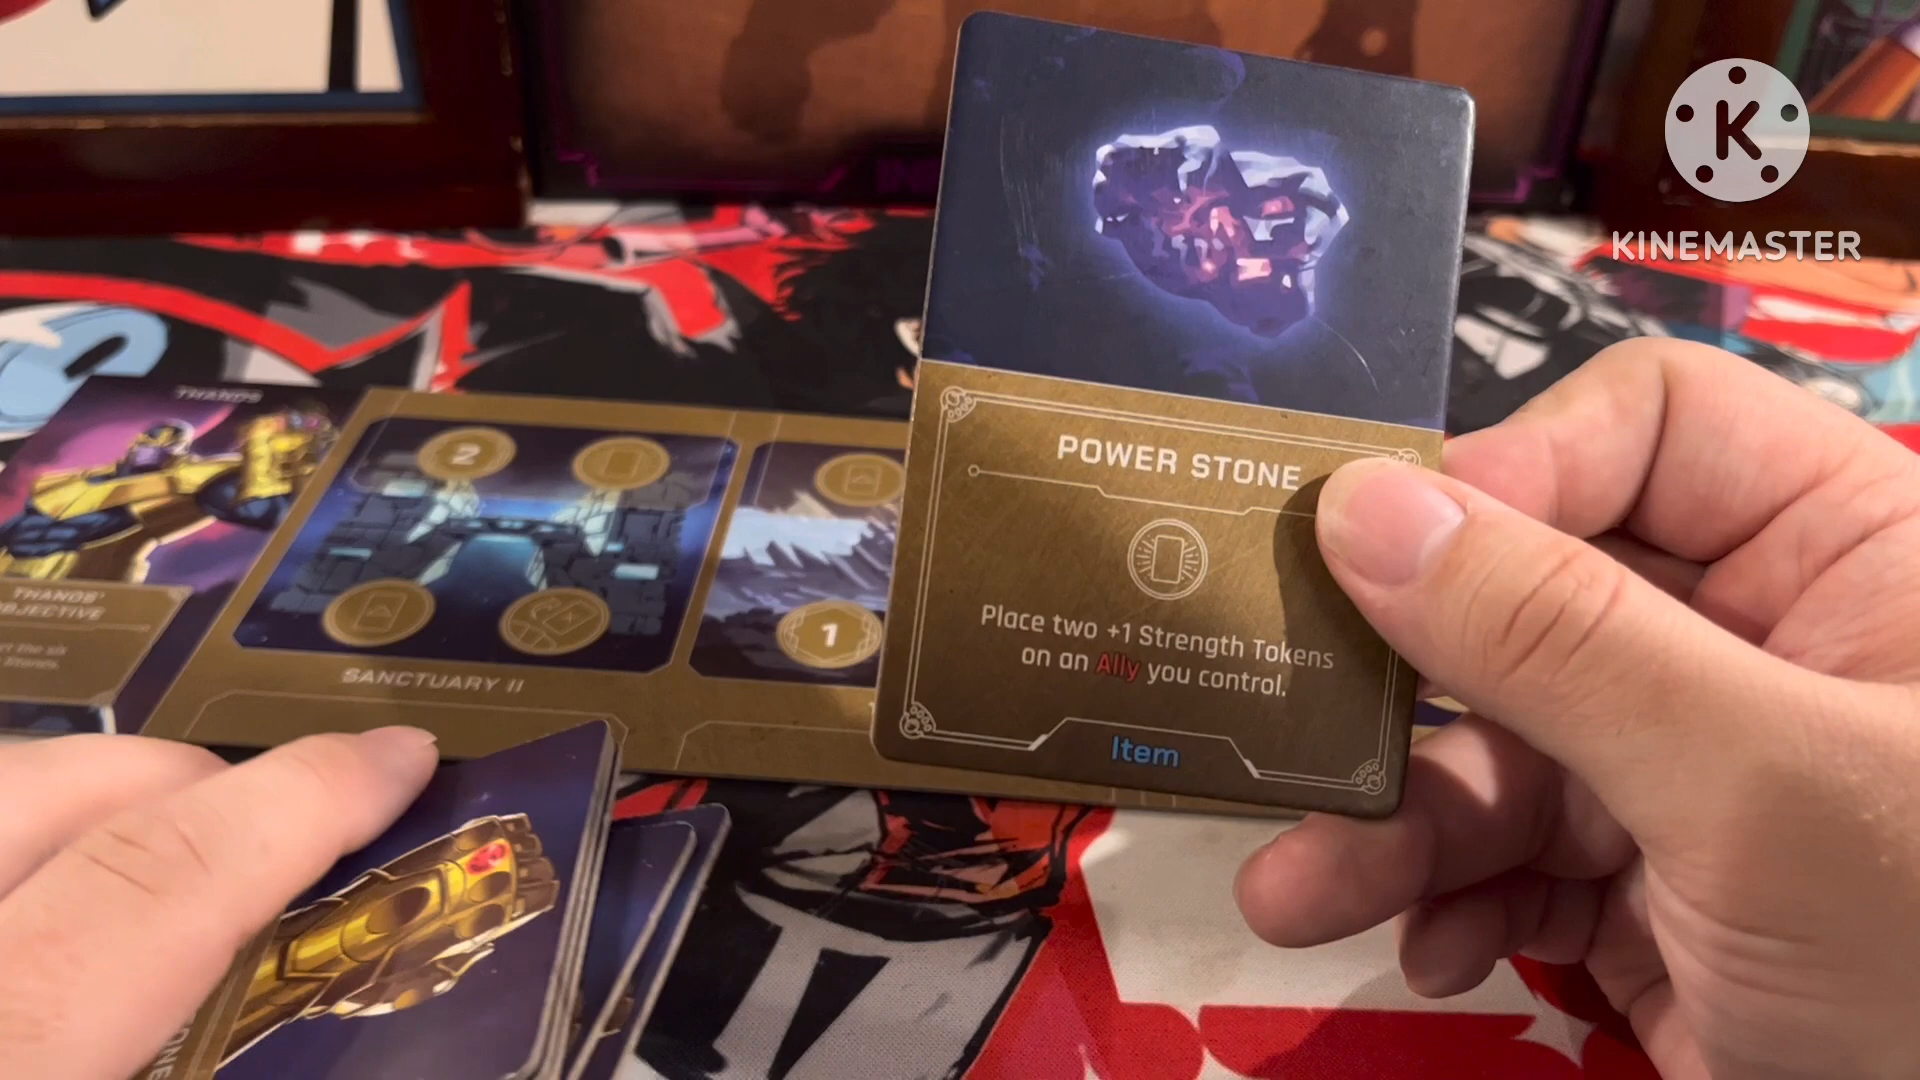 K
KINEMASTER
THANOS
2
1
POWER STONE
Place two +1 Strength Tokens
on an Ally you control.
Item
THANOS'
SANCTUARY II